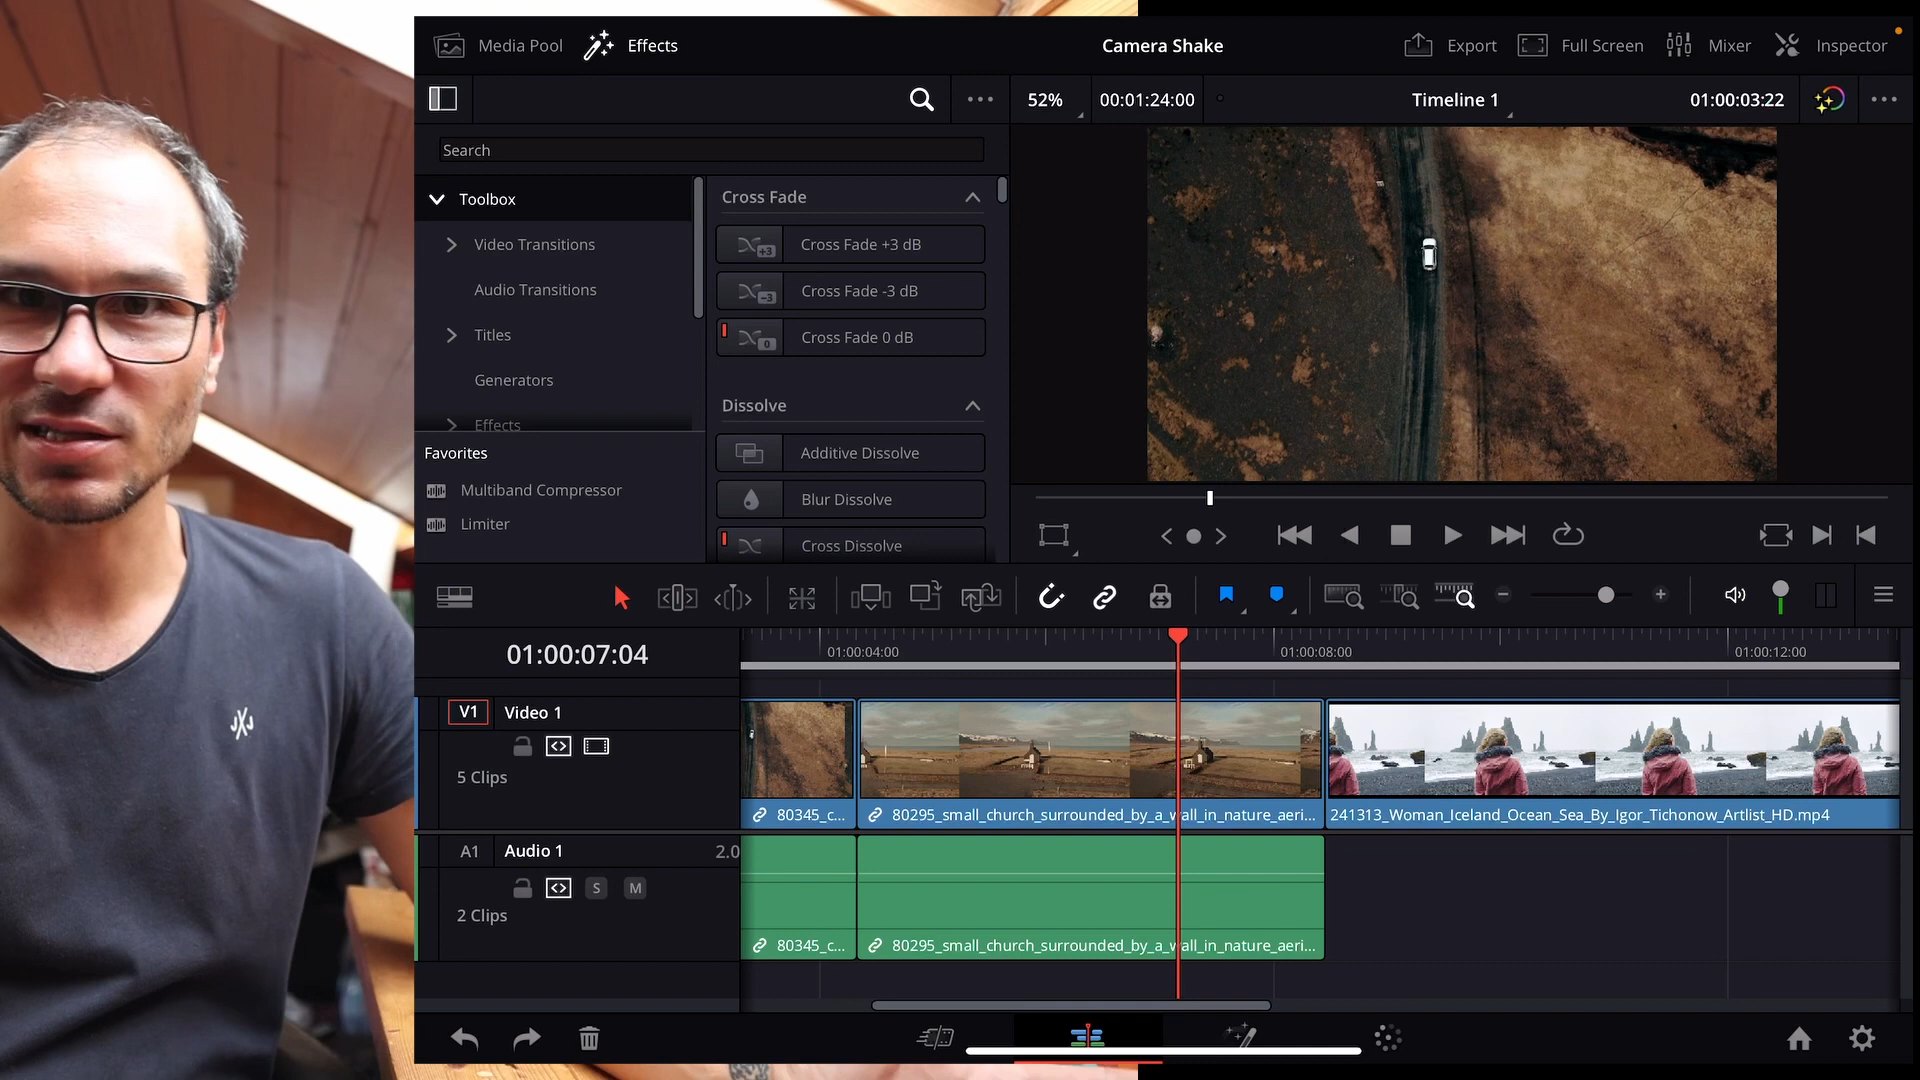 Media Pool
Effects
Camera Shake
Export
Full Screen
Mixer
Inspector
52%
00:01:24:00
Timeline 1
01:00:03:22
Search
Toolbox
Video Transitions
Audio Transitions
Titles
Generators
Effects
Favorites
Multiband Compressor
Limiter
Cross Fade
+3
Cross Fade +3 dB
-3
Cross Fade -3 dB
0
Cross Fade 0 dB
Dissolve
Additive Dissolve
Blur Dissolve
Cross Dissolve
01:00:07:04
01:00:04:00
01:00:08:00
01:00:12:00
V1
Video 1
5 Clips
80345_c...
80295_small_church_surrounded_by_a_wall_in_nature_aeri...
241313_Woman_Iceland_Ocean_Sea_By_Igor_Tichonow_Artlist_HD.mp4
A1
Audio 1
2.0
S
M
2 Clips
80345_c...
80295_small_church_surrounded_by_a_wall_in_nature_aeri...